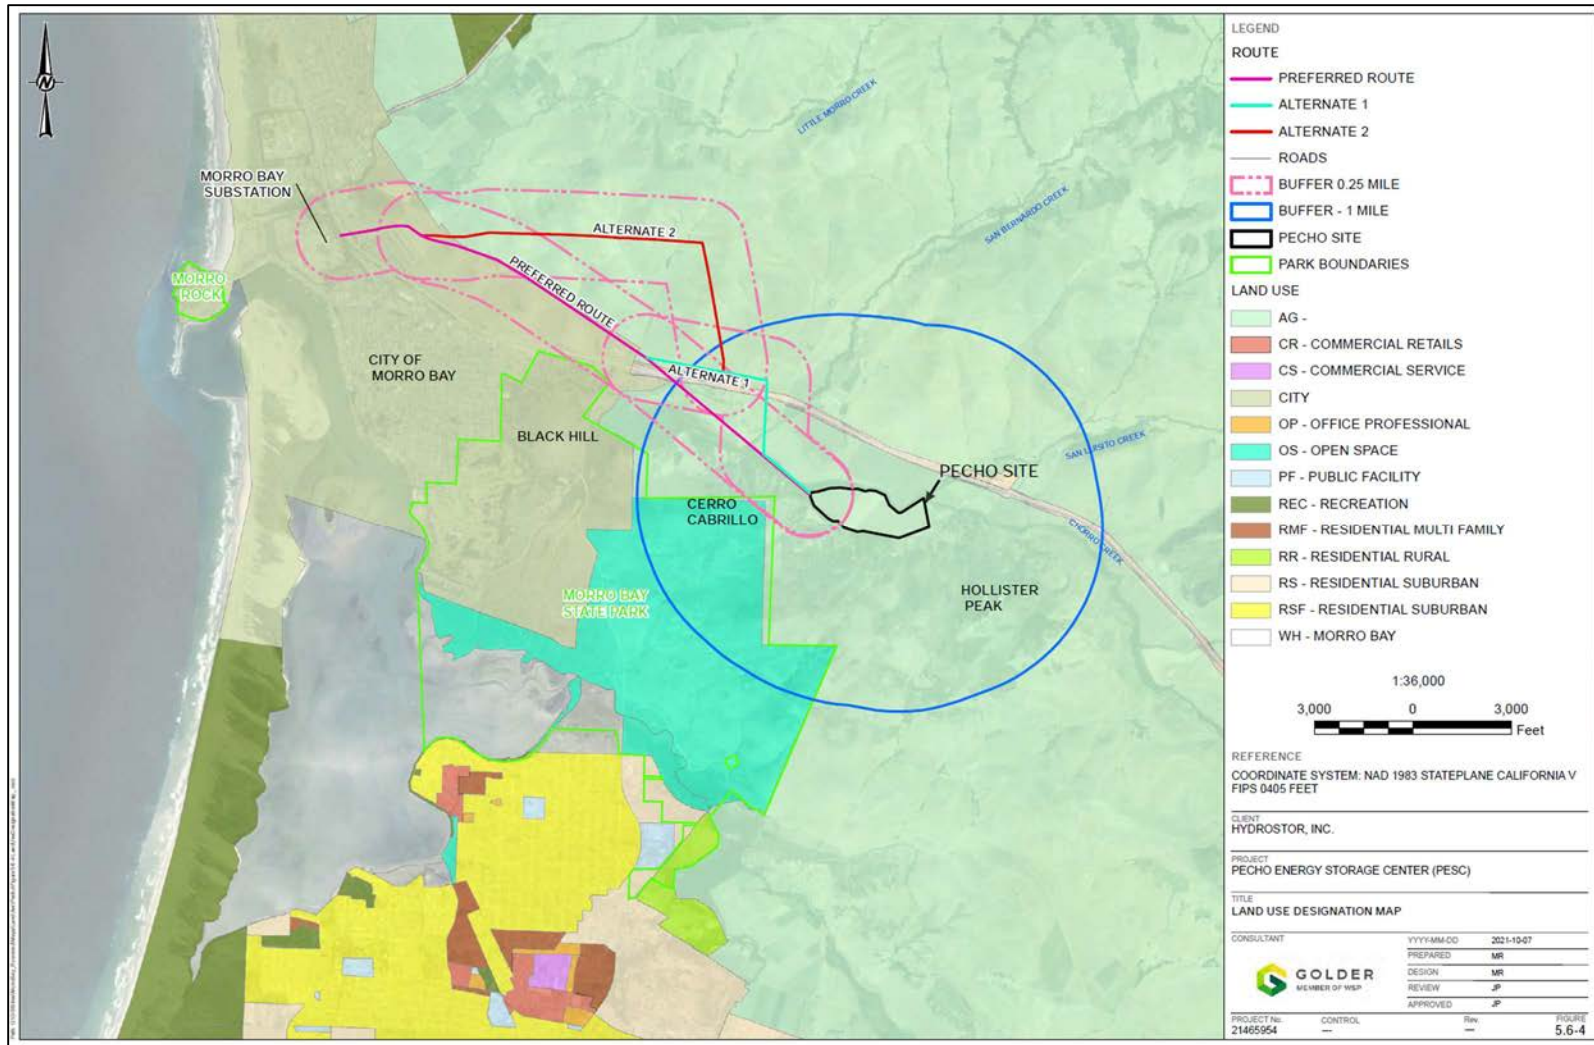 N
LITTLE MORRO CREEK
MORRO BAY
SUBSTATION
SAN BERNARDO CREEK
ALTERNATE 2
PREFERRED ROUTE
MORRO
ROCK
CITY OF
MORRO BAY
ALTERNATE 1
BLACK HILL
SAN LUISITO CREEK
PECHO SITE
CERRO
CABRILLO
CHORRO CREEK
MORRO BAY
STATE PARK
HOLLISTER
PEAK
LEGEND
ROUTE
PREFERRED ROUTE
ALTERNATE 1
ALTERNATE 2
ROADS
BUFFER 0.25 MILE
BUFFER - 1 MILE
PECHO SITE
PARK BOUNDARIES
LAND USE
AG -
CR - COMMERCIAL RETAILS
CS - COMMERCIAL SERVICE
CITY
OP - OFFICE PROFESSIONAL
OS - OPEN SPACE
PF - PUBLIC FACILITY
REC - RECREATION
RMF - RESIDENTIAL MULTI FAMILY
RR - RESIDENTIAL RURAL
RS - RESIDENTIAL SUBURBAN
RSF - RESIDENTIAL SUBURBAN
WH - MORRO BAY
1:36,000
3,000 0 3,000
Feet
REFERENCE
COORDINATE SYSTEM: NAD 1983 STATEPLANE CALIFORNIA V
FIPS 0405 FEET
CLIENT
HYDROSTOR, INC.
PROJECT
PECHO ENERGY STORAGE CENTER (PESC)
TITLE
LAND USE DESIGNATION MAP
CONSULTANT
GOLDER
MEMBER OF WSP
YYYY-MM-DD 2021-10-07
PREPARED MR
DESIGN MR
REVIEW JP
APPROVED JP
PROJECT No. CONTROL Rev. FIGURE
21465954 — — 5.6-4